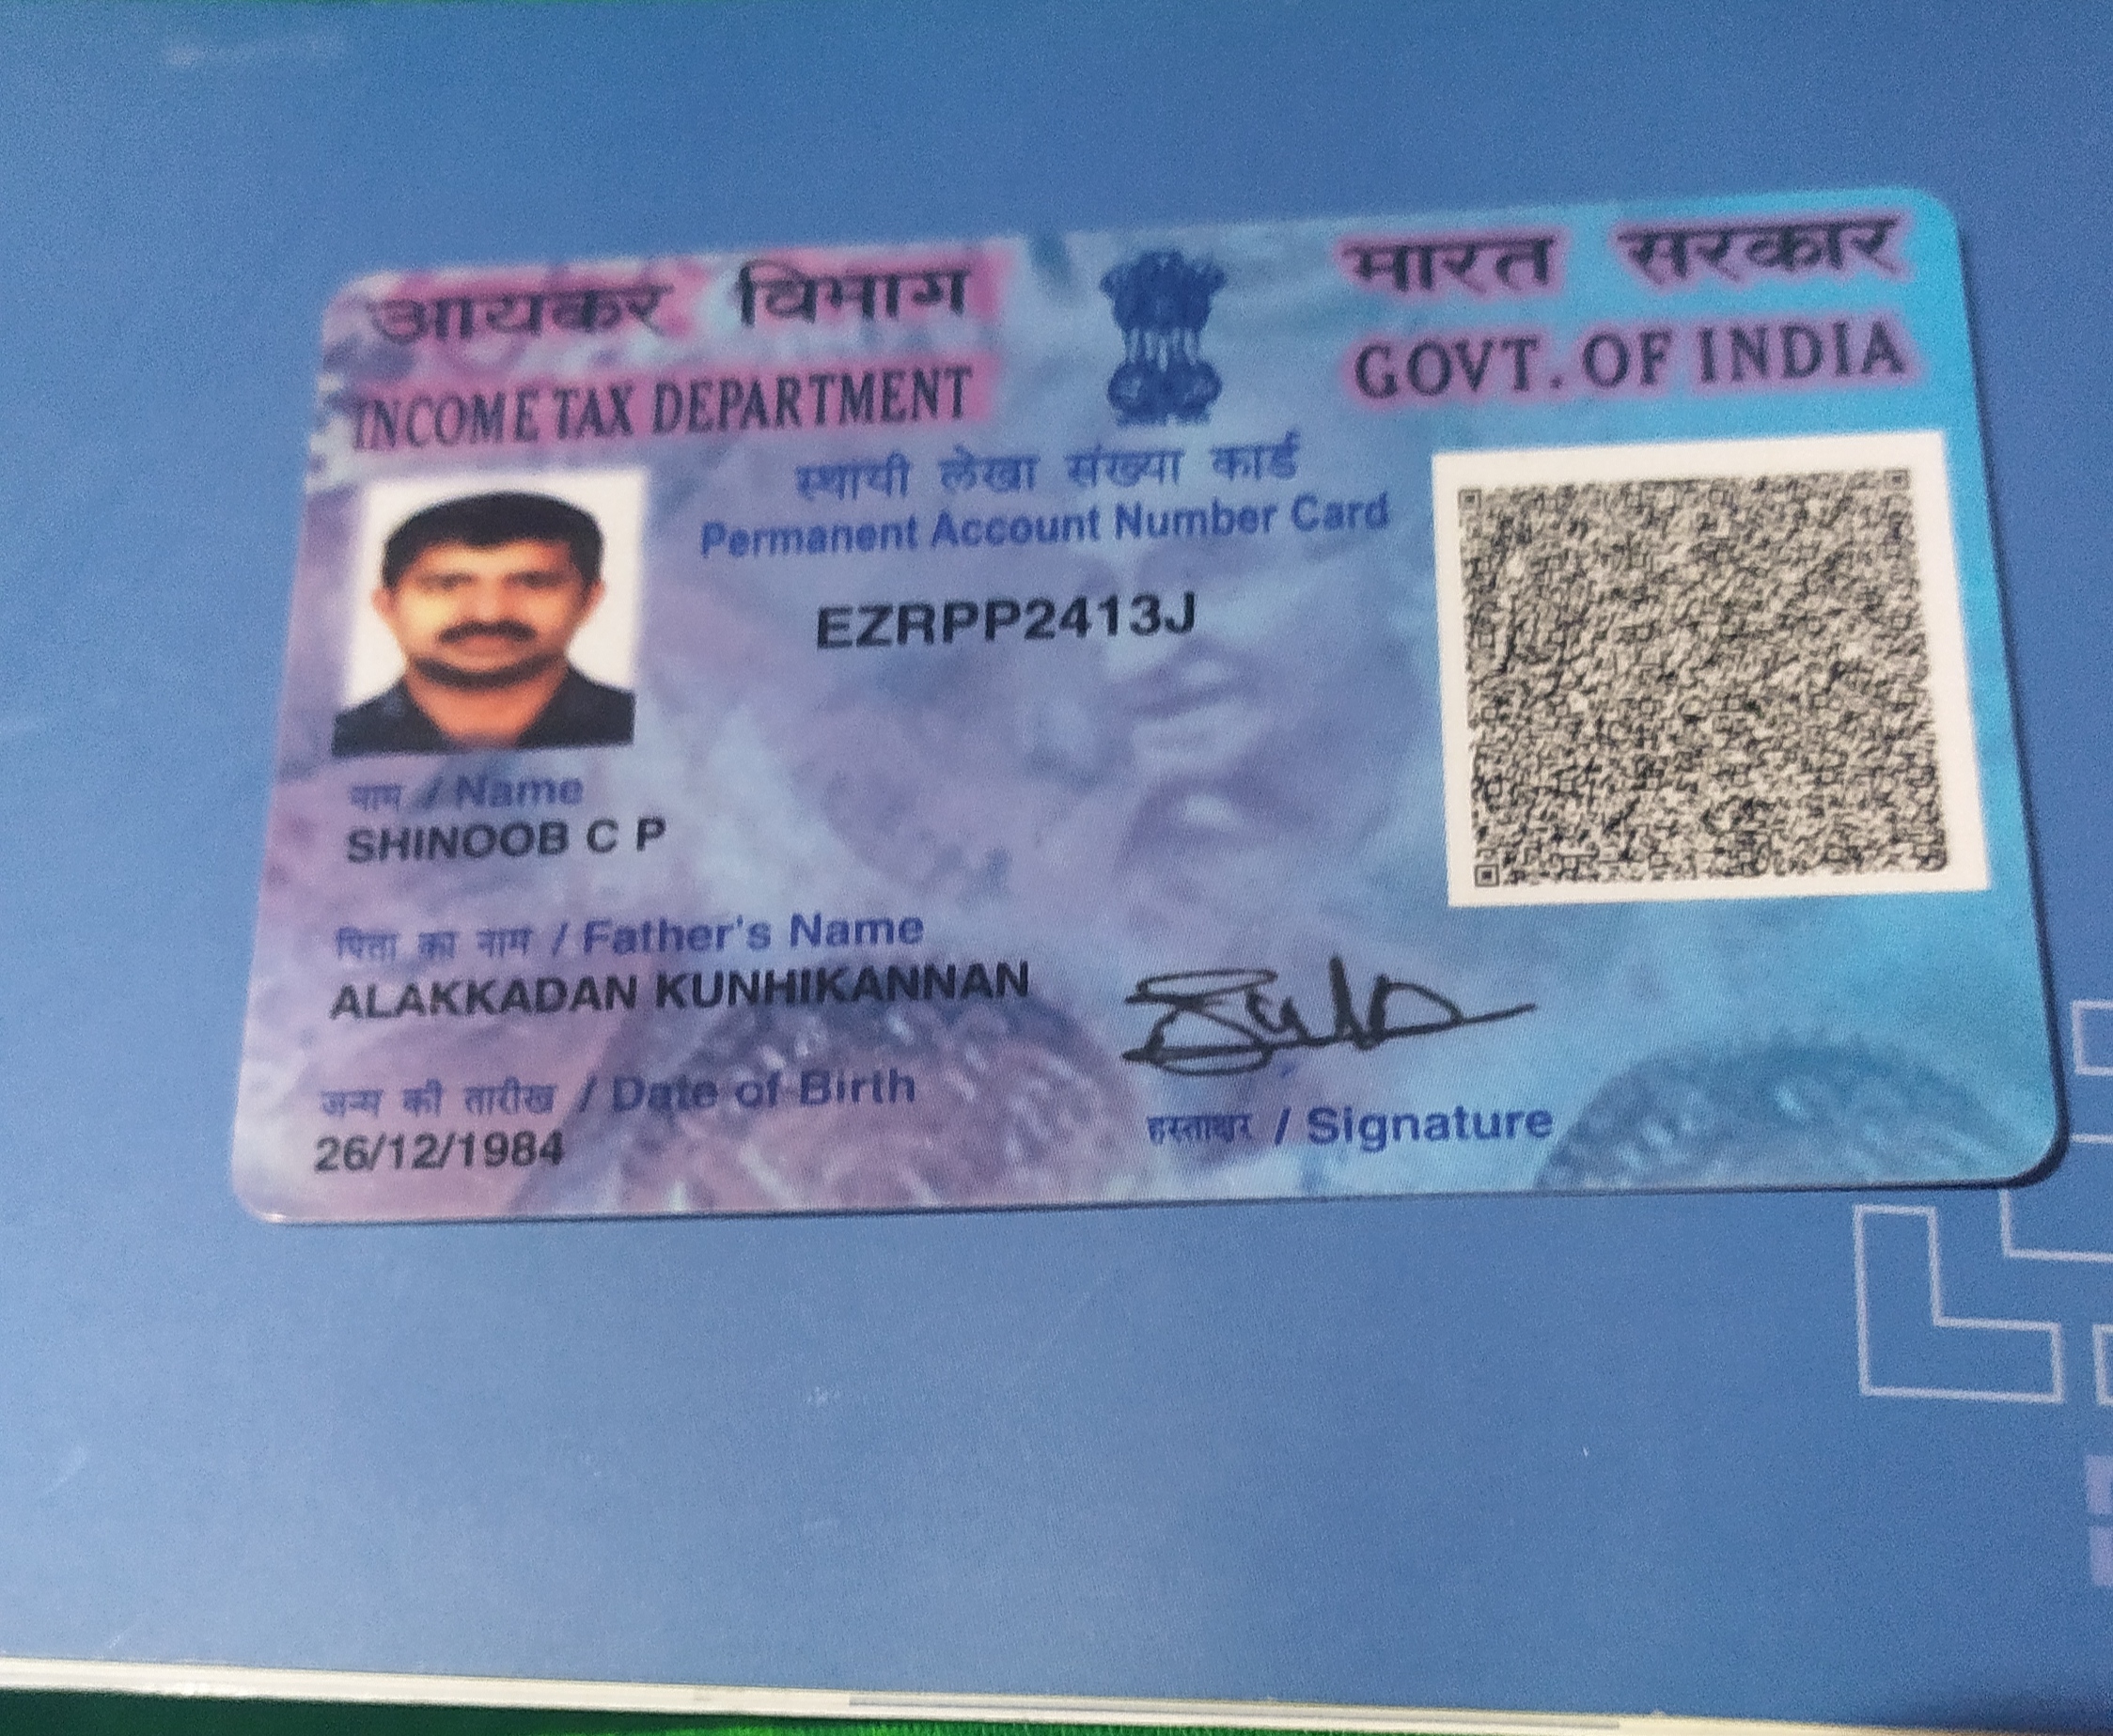 आयकर विभाग
INCOME TAX DEPARTMENT
भारत सरकार
GOVT. OF INDIA
स्थायी लेखा संख्या कार्ड
Permanent Account Number Card
EZRPP2413J
नाम / Name
SHINOOB C P
पिता का नाम / Father's Name
ALAKKADAN KUNHIKANNAN
जन्म की तारीख / Date of Birth
26/12/1984
हस्ताक्षर / Signature